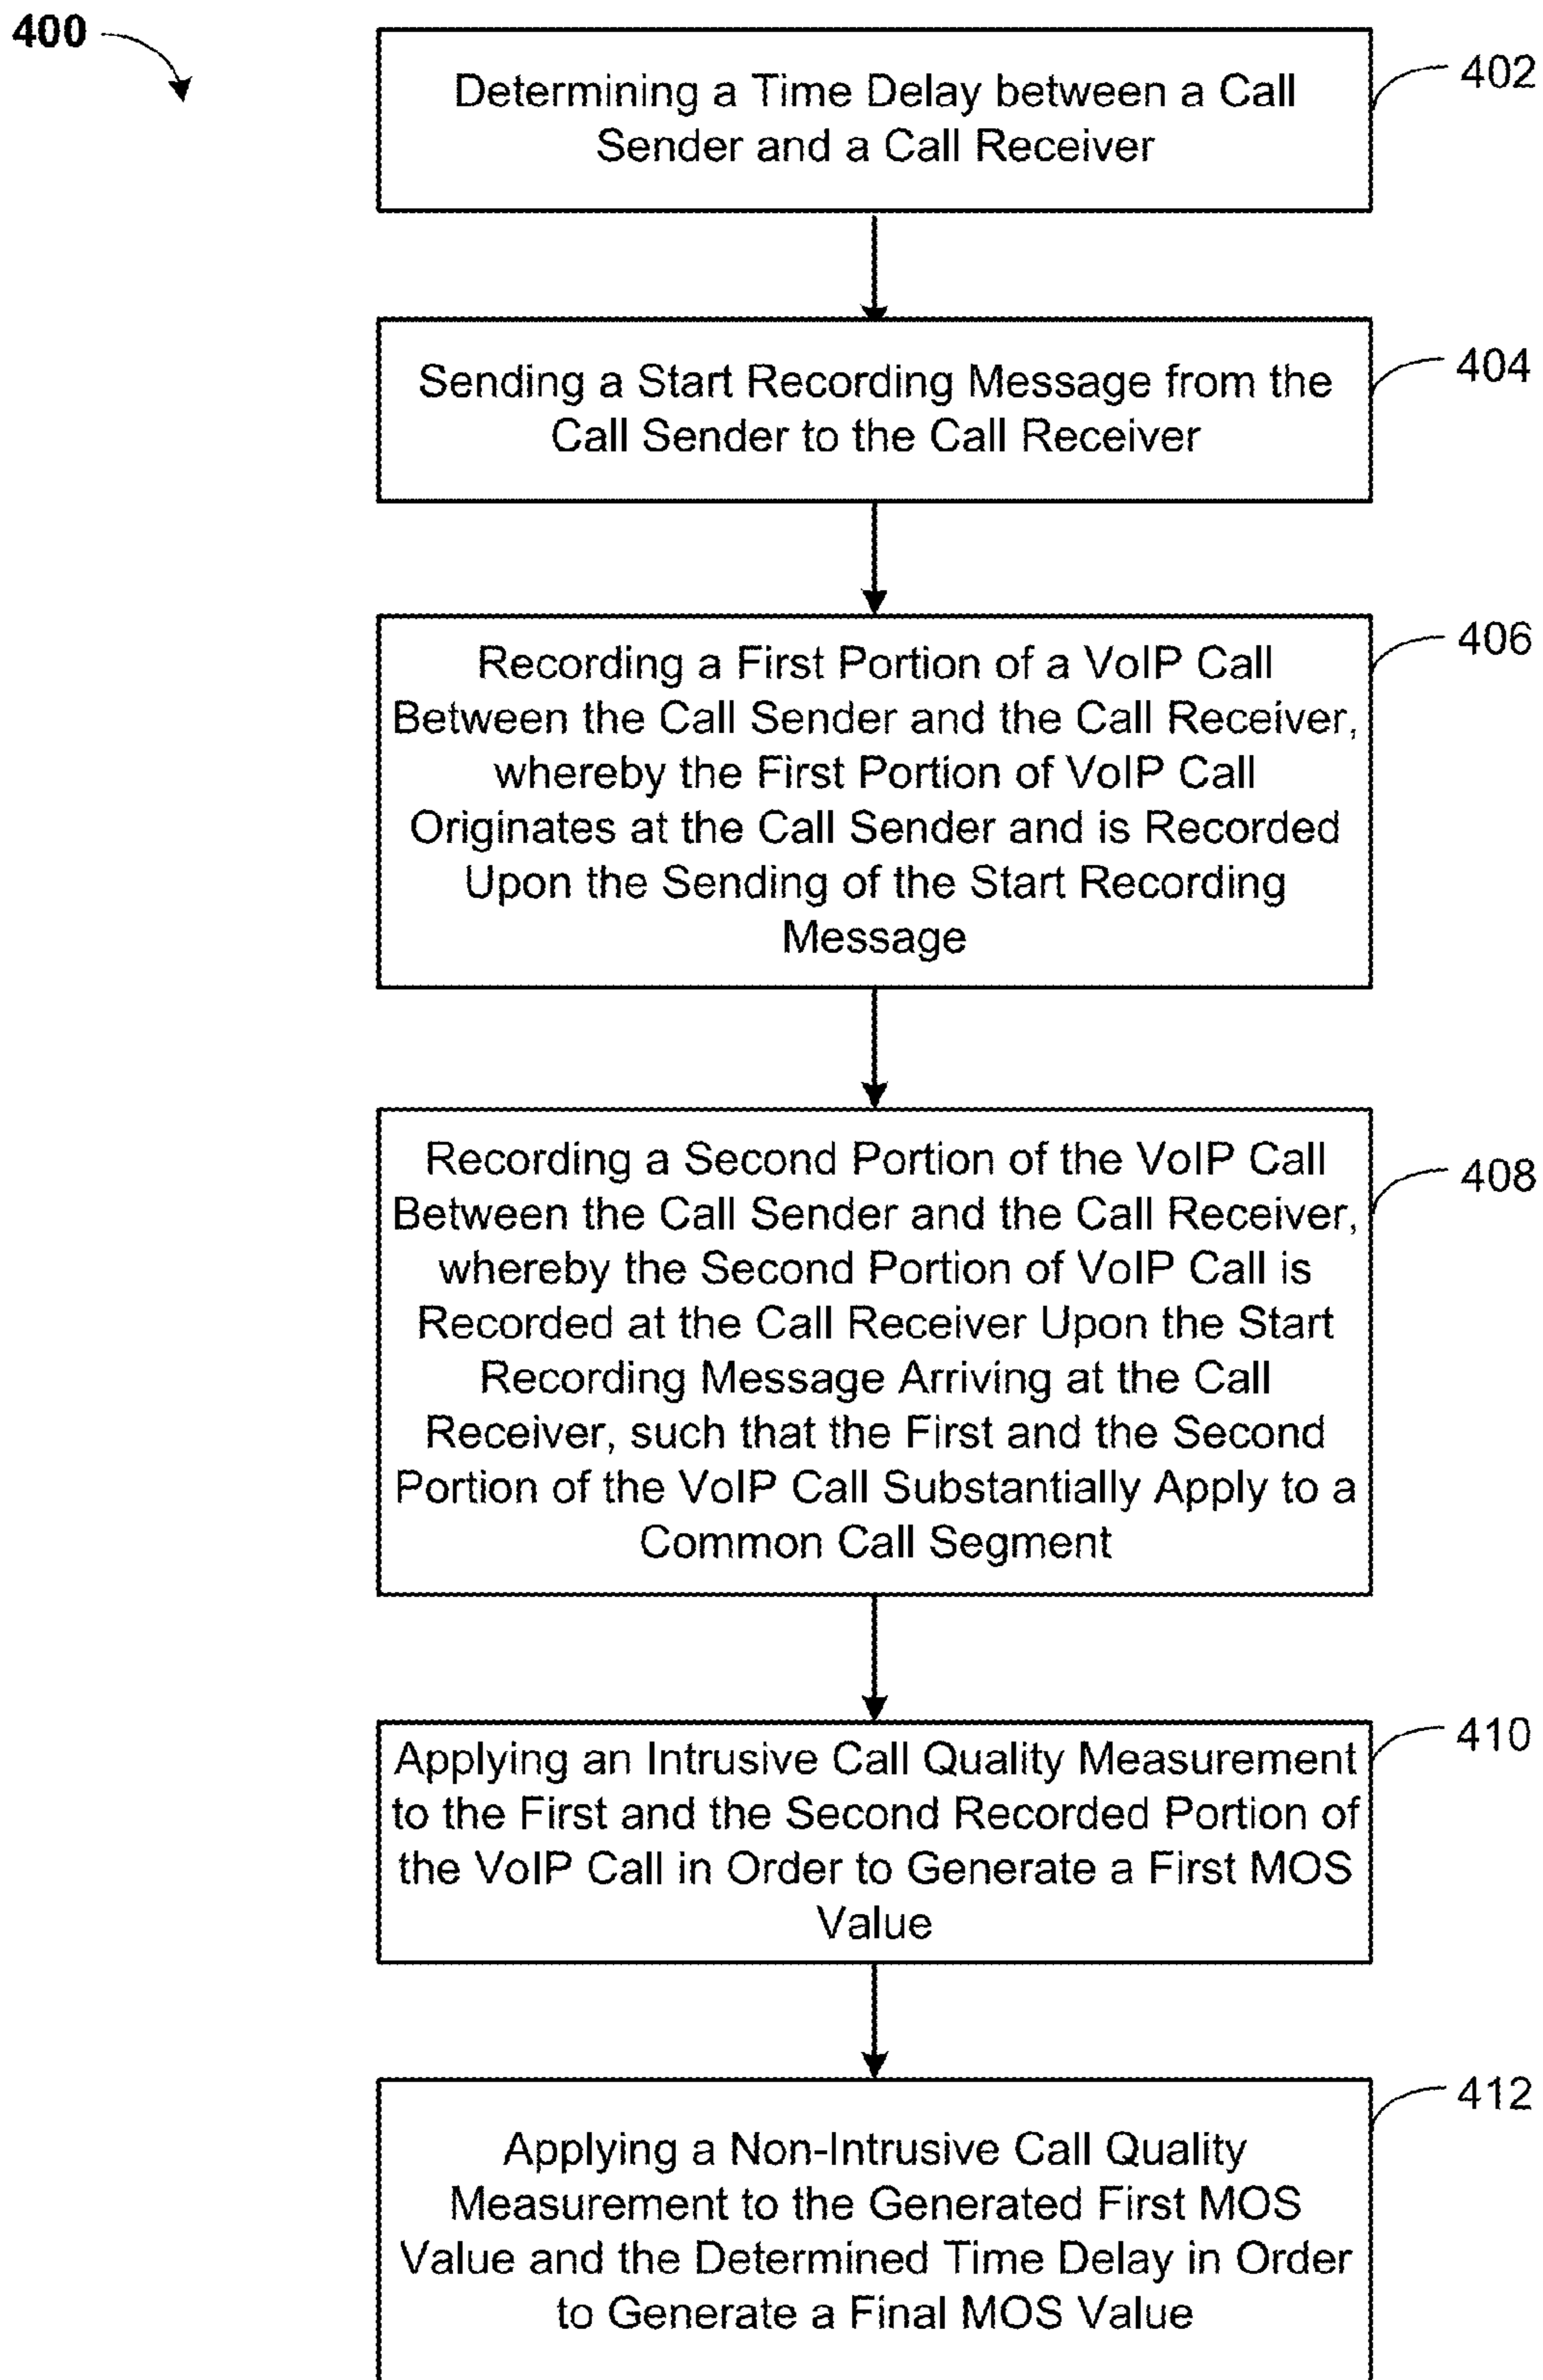 400
Determining a Time Delay between a Call
Sender and a Call Receiver
402
Sending a Start Recording Message from the
Call Sender to the Call Receiver
404
Recording a First Portion of a VoIP Call
Between the Call Sender and the Call Receiver,
whereby the First Portion of VoIP Call
Originates at the Call Sender and is Recorded
Upon the Sending of the Start Recording
Message
406
Recording a Second Portion of the VoIP Call
Between the Call Sender and the Call Receiver,
whereby the Second Portion of VoIP Call is
Recorded at the Call Receiver Upon the Start
Recording Message Arriving at the Call
Receiver, such that the First and the Second
Portion of the VoIP Call Substantially Apply to a
Common Call Segment
408
Applying an Intrusive Call Quality Measurement
to the First and the Second Recorded Portion of
the VoIP Call in Order to Generate a First MOS
Value
410
Applying a Non-Intrusive Call Quality
Measurement to the Generated First MOS
Value and the Determined Time Delay in Order
to Generate a Final MOS Value
412